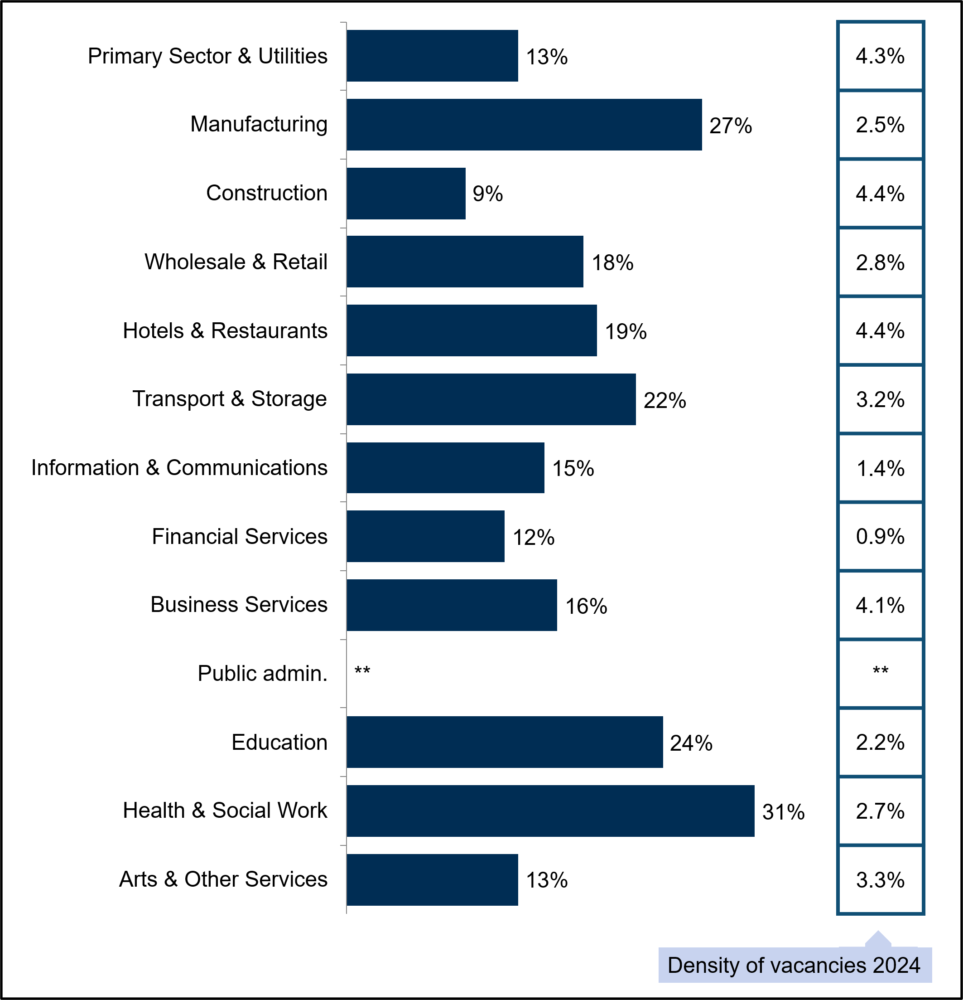 Primary Sector & Utilities 13% 4.3%
Manufacturing 27% 2.5%
Construction 9% 4.4%
Wholesale & Retail 18% 2.8%
Hotels & Restaurants 19% 4.4%
Transport & Storage 22% 3.2%
Information & Communications 15% 1.4%
Financial Services 12% 0.9%
Business Services 16% 4.1%
Public admin. ** **
Education 24% 2.2%
Health & Social Work 31% 2.7%
Arts & Other Services 13% 3.3%
Density of vacancies 2024